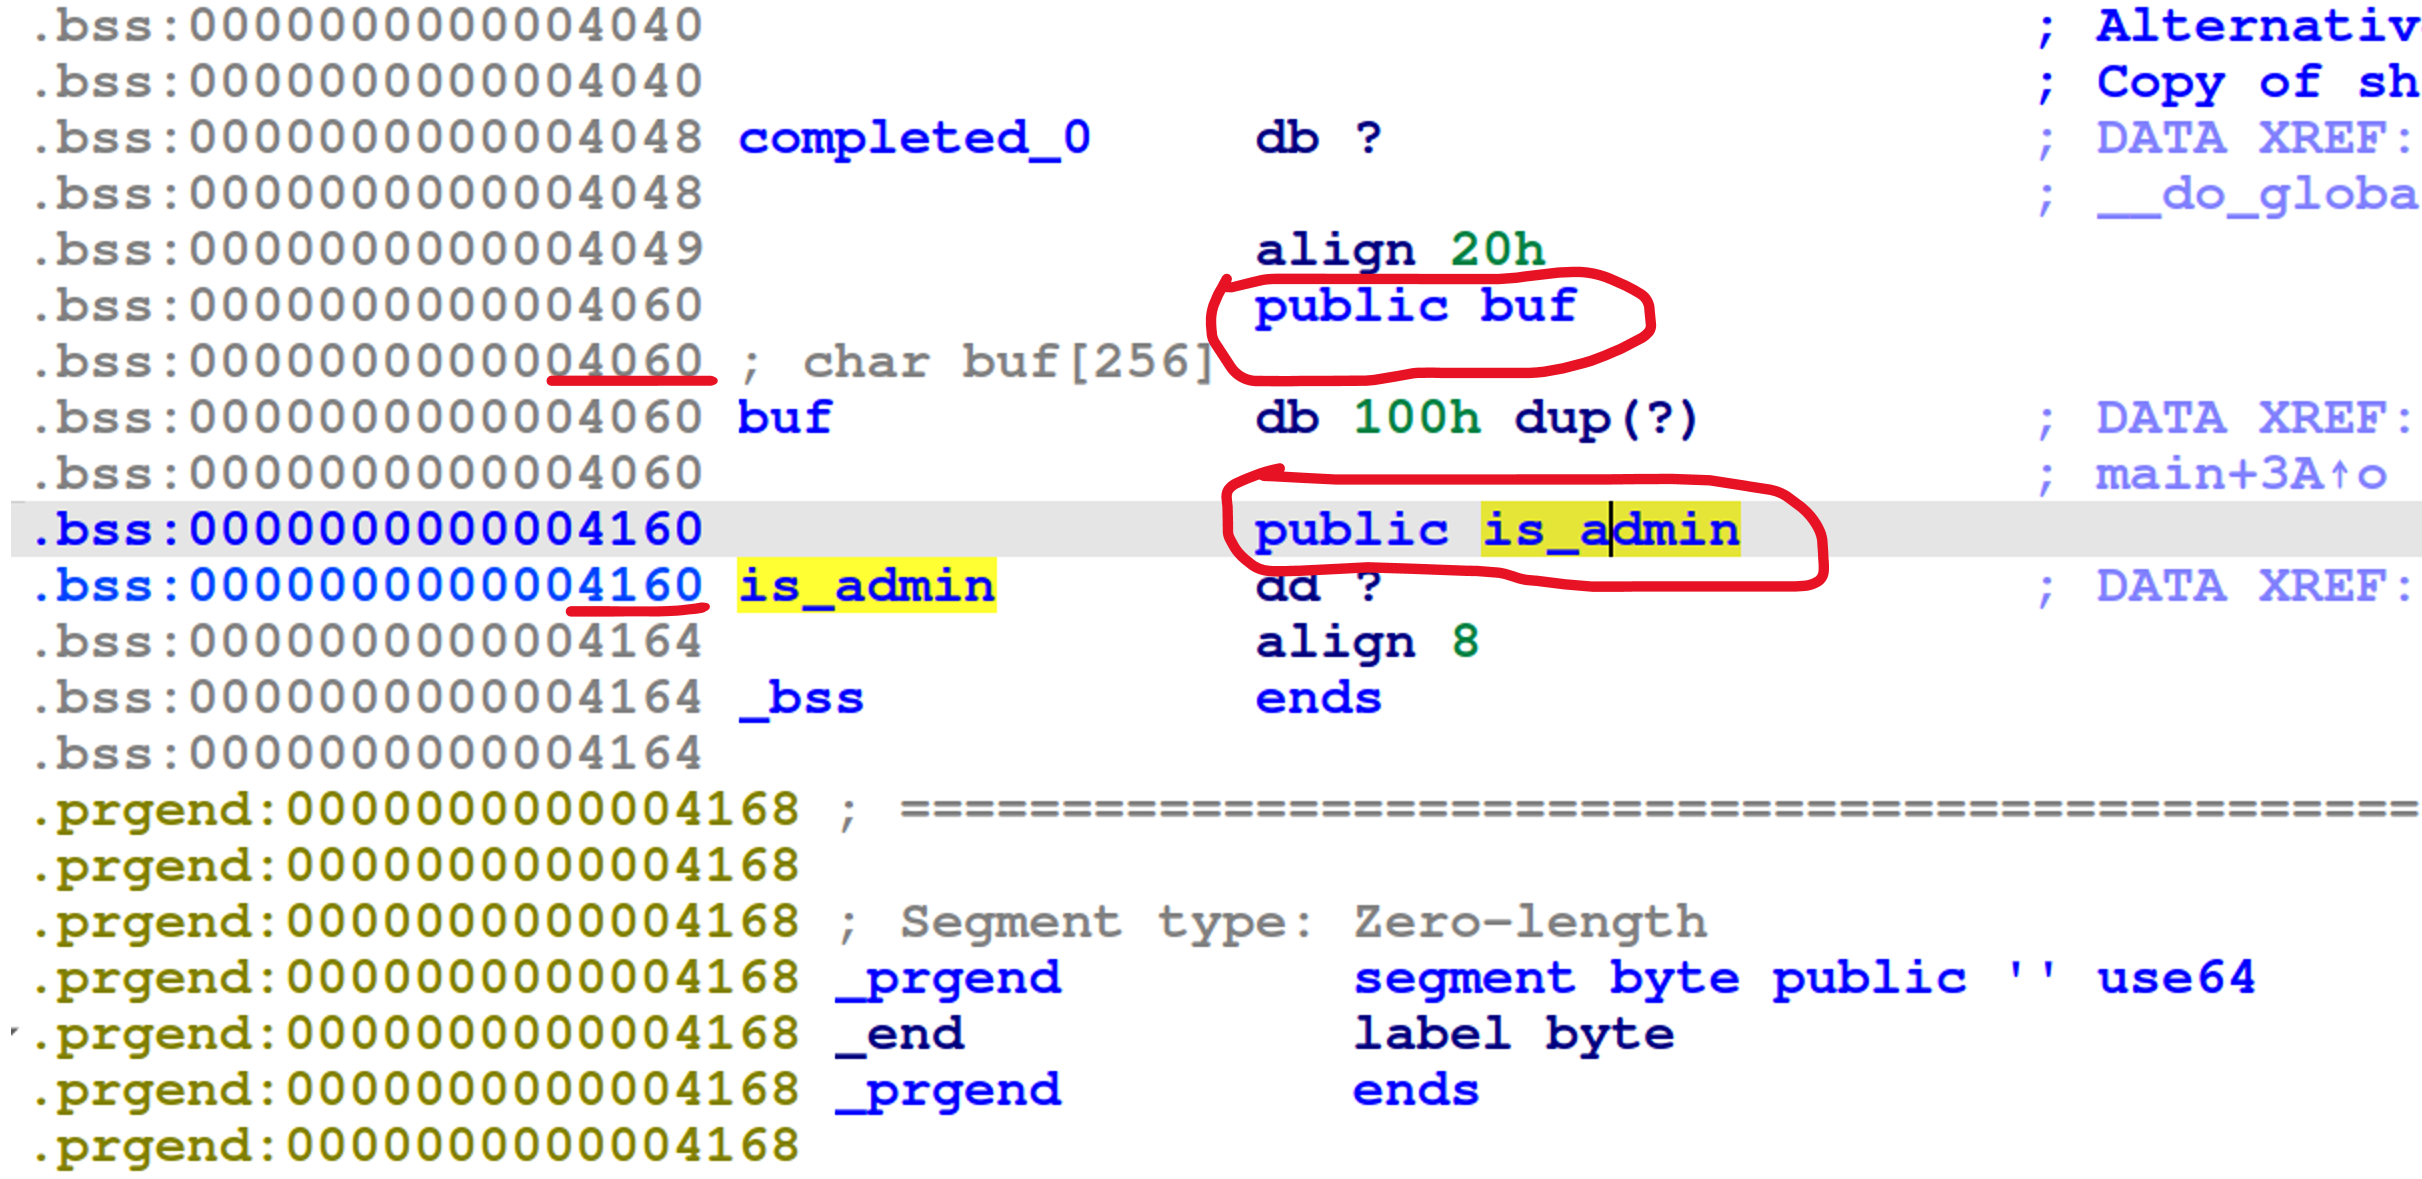 .bss:0000000000004040 ; Alternativ
.bss:0000000000004040 ; Copy of sh
.bss:0000000000004048 completed_0 db ? ; DATA XREF:
.bss:0000000000004048 ; __do_globa
.bss:0000000000004049 align 20h
.bss:0000000000004060 public buf
.bss:0000000000004060 ; char buf[256]
.bss:0000000000004060 buf db 100h dup(?) ; DATA XREF:
.bss:0000000000004060 ; main+3A↑o
.bss:0000000000004160 public is_admin
.bss:0000000000004160 is_admin dd ? ; DATA XREF:
.bss:0000000000004164 align 8
.bss:0000000000004164 _bss ends
.bss:0000000000004164
.prgend:0000000000004168 ; ===============================================
.prgend:0000000000004168
.prgend:0000000000004168 ; Segment type: Zero-length
.prgend:0000000000004168 _prgend segment byte public '' use64
.prgend:0000000000004168 _end label byte
.prgend:0000000000004168 _prgend ends
.prgend:0000000000004168